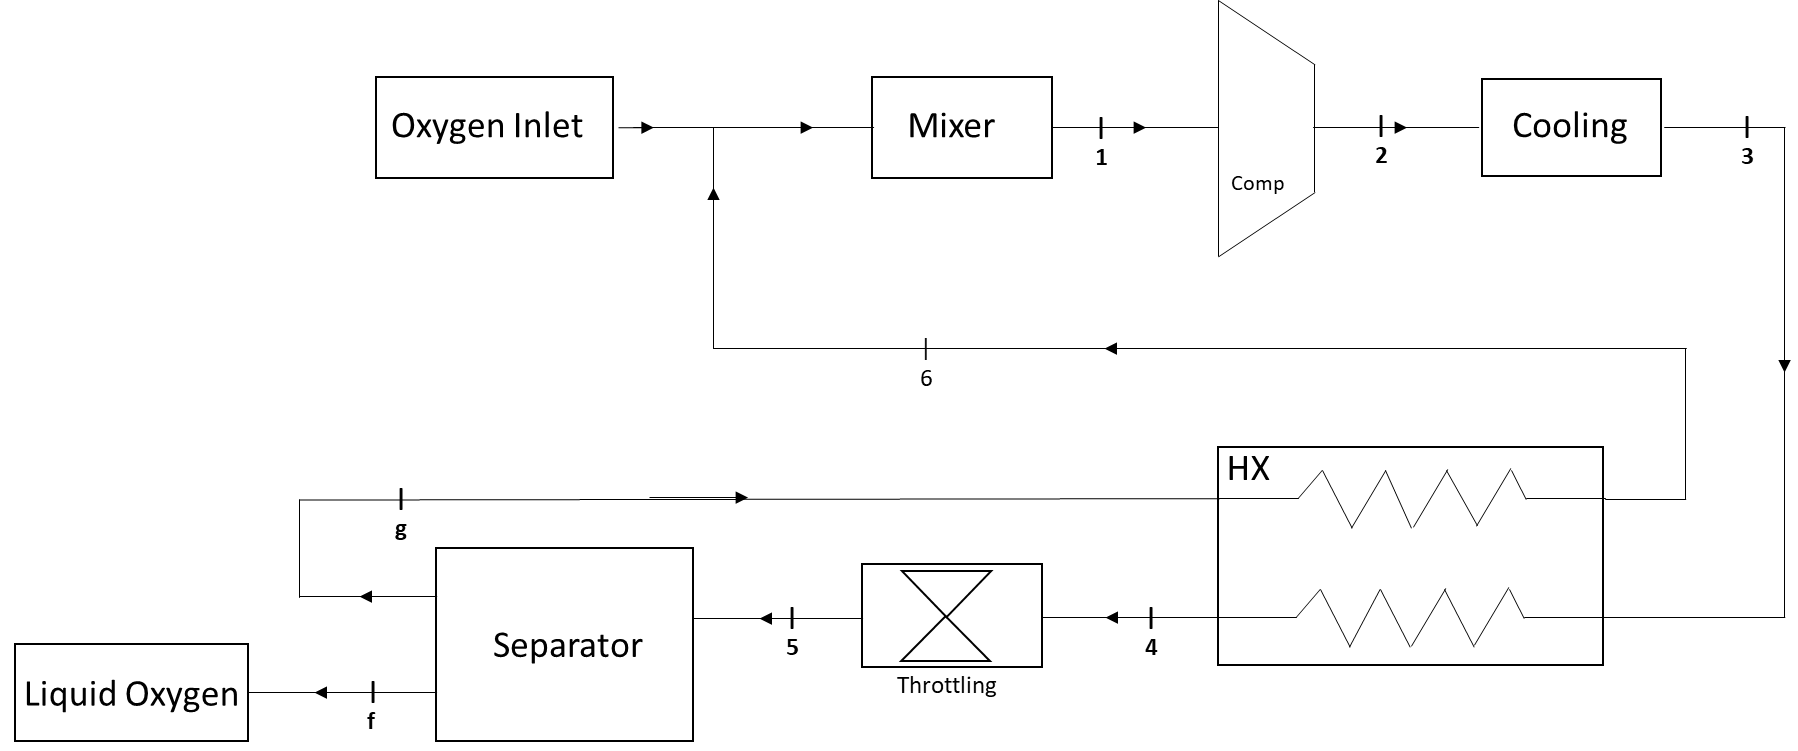 Oxygen Inlet
Mixer
Cooling
1
2
3
Comp
6
HX
g
Separator
5
4
Throttling
Liquid Oxygen
f